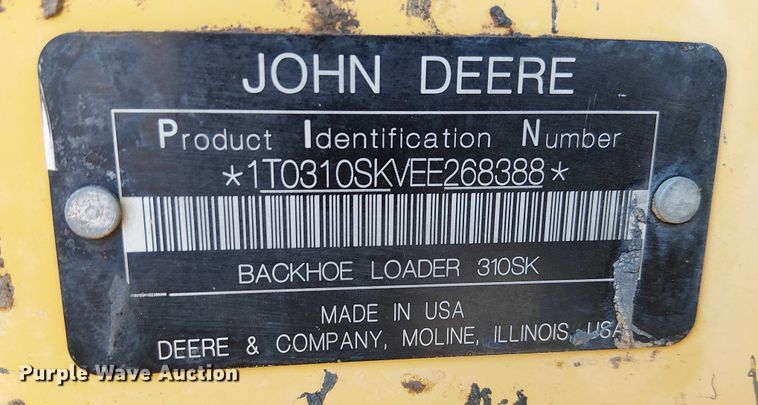 JOHN DEERE
Product Identification Number
*1T0310SKVEE268388*
BACKHOE LOADER 310SK
MADE IN USA
DEERE & COMPANY, MOLINE, ILLINOIS, USA
Purple Wave Auction